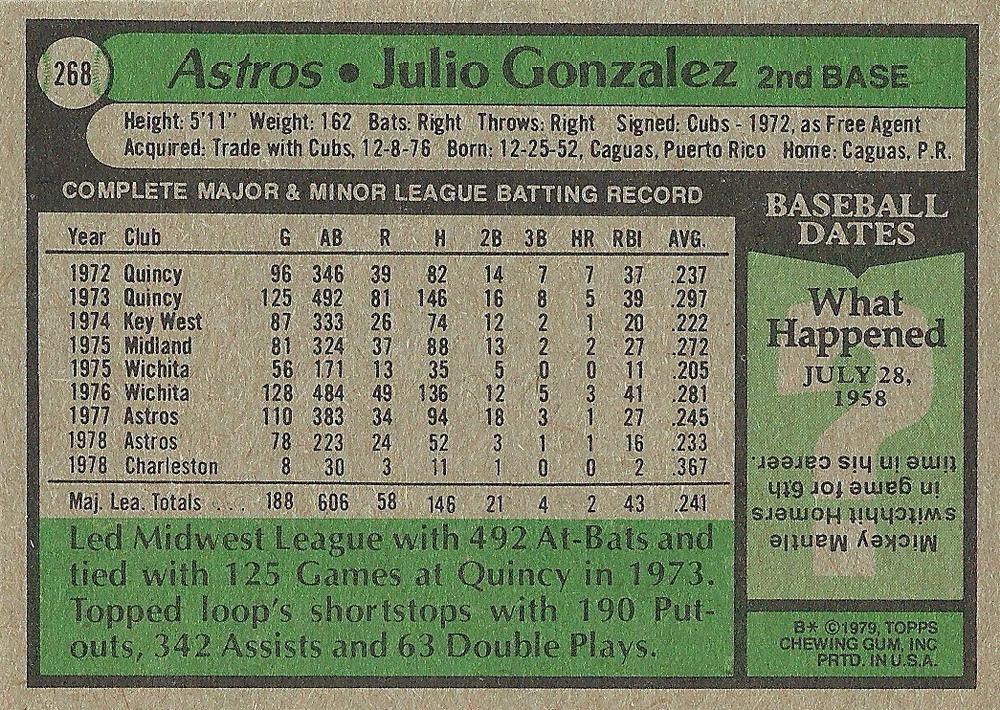 268
Astros • Julio Gonzalez 2nd BASE
Height: 5'11" Weight: 162 Bats: Right Throws: Right Signed: Cubs - 1972, as Free Agent
Acquired: Trade with Cubs, 12-8-76 Born: 12-25-52, Caguas, Puerto Rico Home: Caguas, P.R.
COMPLETE MAJOR & MINOR LEAGUE BATTING RECORD
Year Club G AB R H 2B 3B HR RBI AVG.
1972 Quincy 96 346 39 82 14 7 7 37 .237
1973 Quincy 125 492 81 146 16 8 5 39 .297
1974 Key West 87 333 26 74 12 2 1 20 .222
1975 Midland 81 324 37 88 13 2 2 27 .272
1975 Wichita 56 171 13 35 5 0 0 11 .205
1976 Wichita 128 484 49 136 12 5 3 41 .281
1977 Astros 110 383 34 94 18 3 1 27 .245
1978 Astros 78 223 24 52 3 1 1 16 .233
1978 Charleston 8 30 3 11 1 0 0 2 .367
Maj. Lea. Totals .... 188 606 58 146 21 4 2 43 .241
Led Midwest League with 492 At-Bats and
tied with 125 Games at Quincy in 1973.
Topped loop's shortstops with 190 Put-
outs, 342 Assists and 63 Double Plays.
BASEBALL
DATES
What
Happened
JULY 28,
1958
?
Mickey Mantle
switchhit Homers
in game for 6th
time in his career.
B* ©1979, TOPPS
CHEWING GUM, INC
PRTD. IN U.S.A.